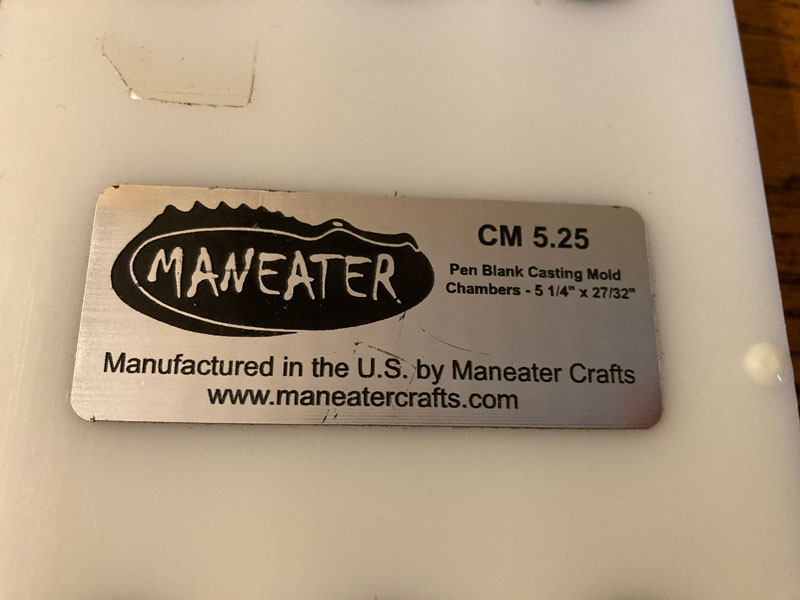 MANEATER
CM 5.25
Pen Blank Casting Mold
Chambers - 5 1/4" x 27/32"
Manufactured in the U.S. by Maneater Crafts
www.maneatercrafts.com